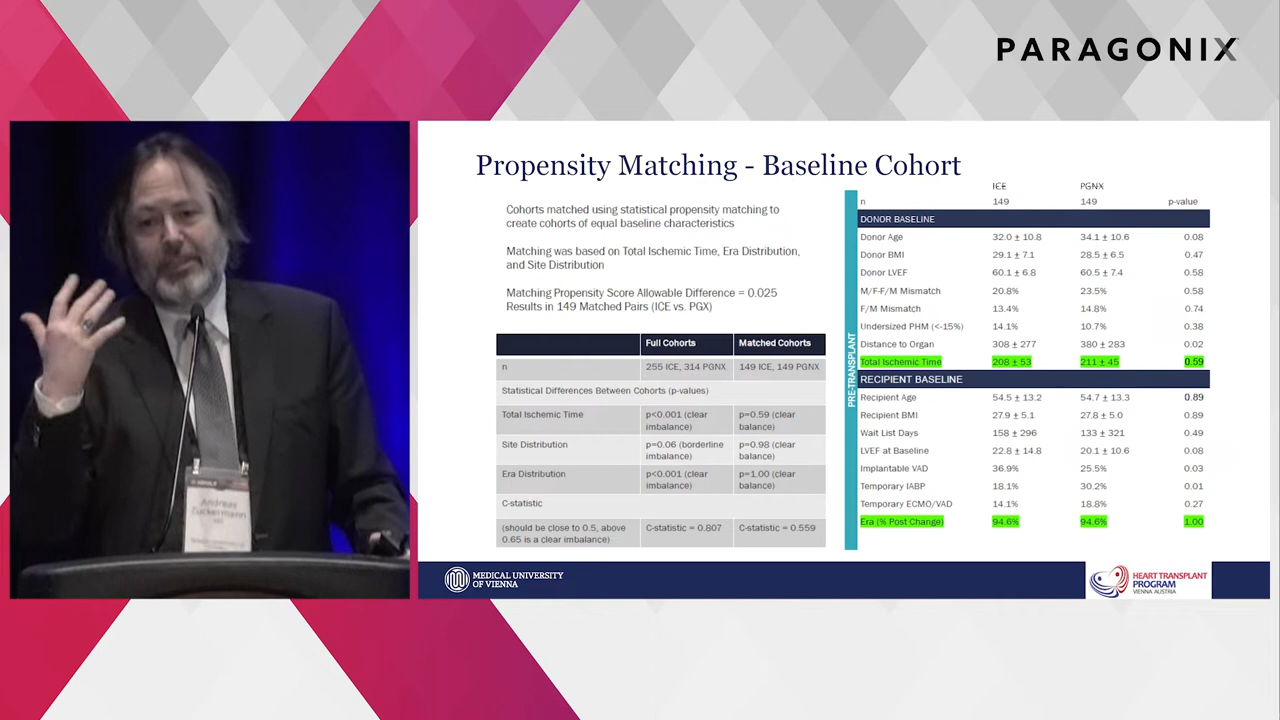 PARAGONIX
Andreas
Zuckermann
Propensity Matching - Baseline Cohort
Cohorts matched using statistical propensity matching to
create cohorts of equal baseline characteristics
Matching was based on Total Ischemic Time, Era Distribution,
and Site Distribution
Matching Propensity Score Allowable Difference = 0.025
Results in 149 Matched Pairs (ICE vs. PGX)
Full Cohorts Matched Cohorts
n 255 ICE, 314 PGNX 149 ICE, 149 PGNX
Statistical Differences Between Cohorts (p-values)
Total Ischemic Time p<0.001 (clear p=0.59 (clear
imbalance) balance)
Site Distribution p=0.06 (borderline p=0.98 (clear
imbalance) balance)
Era Distribution p<0.001 (clear p=1.00 (clear
imbalance) balance)
C-statistic
(should be close to 0.5, above C-statistic = 0.807 C-statistic = 0.559
0.65 is a clear imbalance)
PRE-TRANSPLANT
ICE PGNX
n 149 149 p-value
DONOR BASELINE
Donor Age 32.0 ± 10.8 34.1 ± 10.6 0.08
Donor BMI 29.1 ± 7.1 28.5 ± 6.5 0.47
Donor LVEF 60.1 ± 6.8 60.5 ± 7.4 0.58
M/F-F/M Mismatch 20.8% 23.5% 0.58
F/M Mismatch 13.4% 14.8% 0.74
Undersized PHM (<-15%) 14.1% 10.7% 0.38
Distance to Organ 308 ± 277 380 ± 283 0.02
Total Ischemic Time 208 ± 53 211 ± 45 0.59
RECIPIENT BASELINE
Recipient Age 54.5 ± 13.2 54.7 ± 13.3 0.89
Recipient BMI 27.9 ± 5.1 27.8 ± 5.0 0.89
Wait List Days 158 ± 296 133 ± 321 0.49
LVEF at Baseline 22.8 ± 14.8 20.1 ± 10.6 0.08
Implantable VAD 36.9% 25.5% 0.03
Temporary IABP 18.1% 30.2% 0.01
Temporary ECMO/VAD 14.1% 18.8% 0.27
Era (% Post Change) 94.6% 94.6% 1.00
MEDICAL UNIVERSITY
OF VIENNA
HEART TRANSPLANT
PROGRAM
VIENNA AUSTRIA